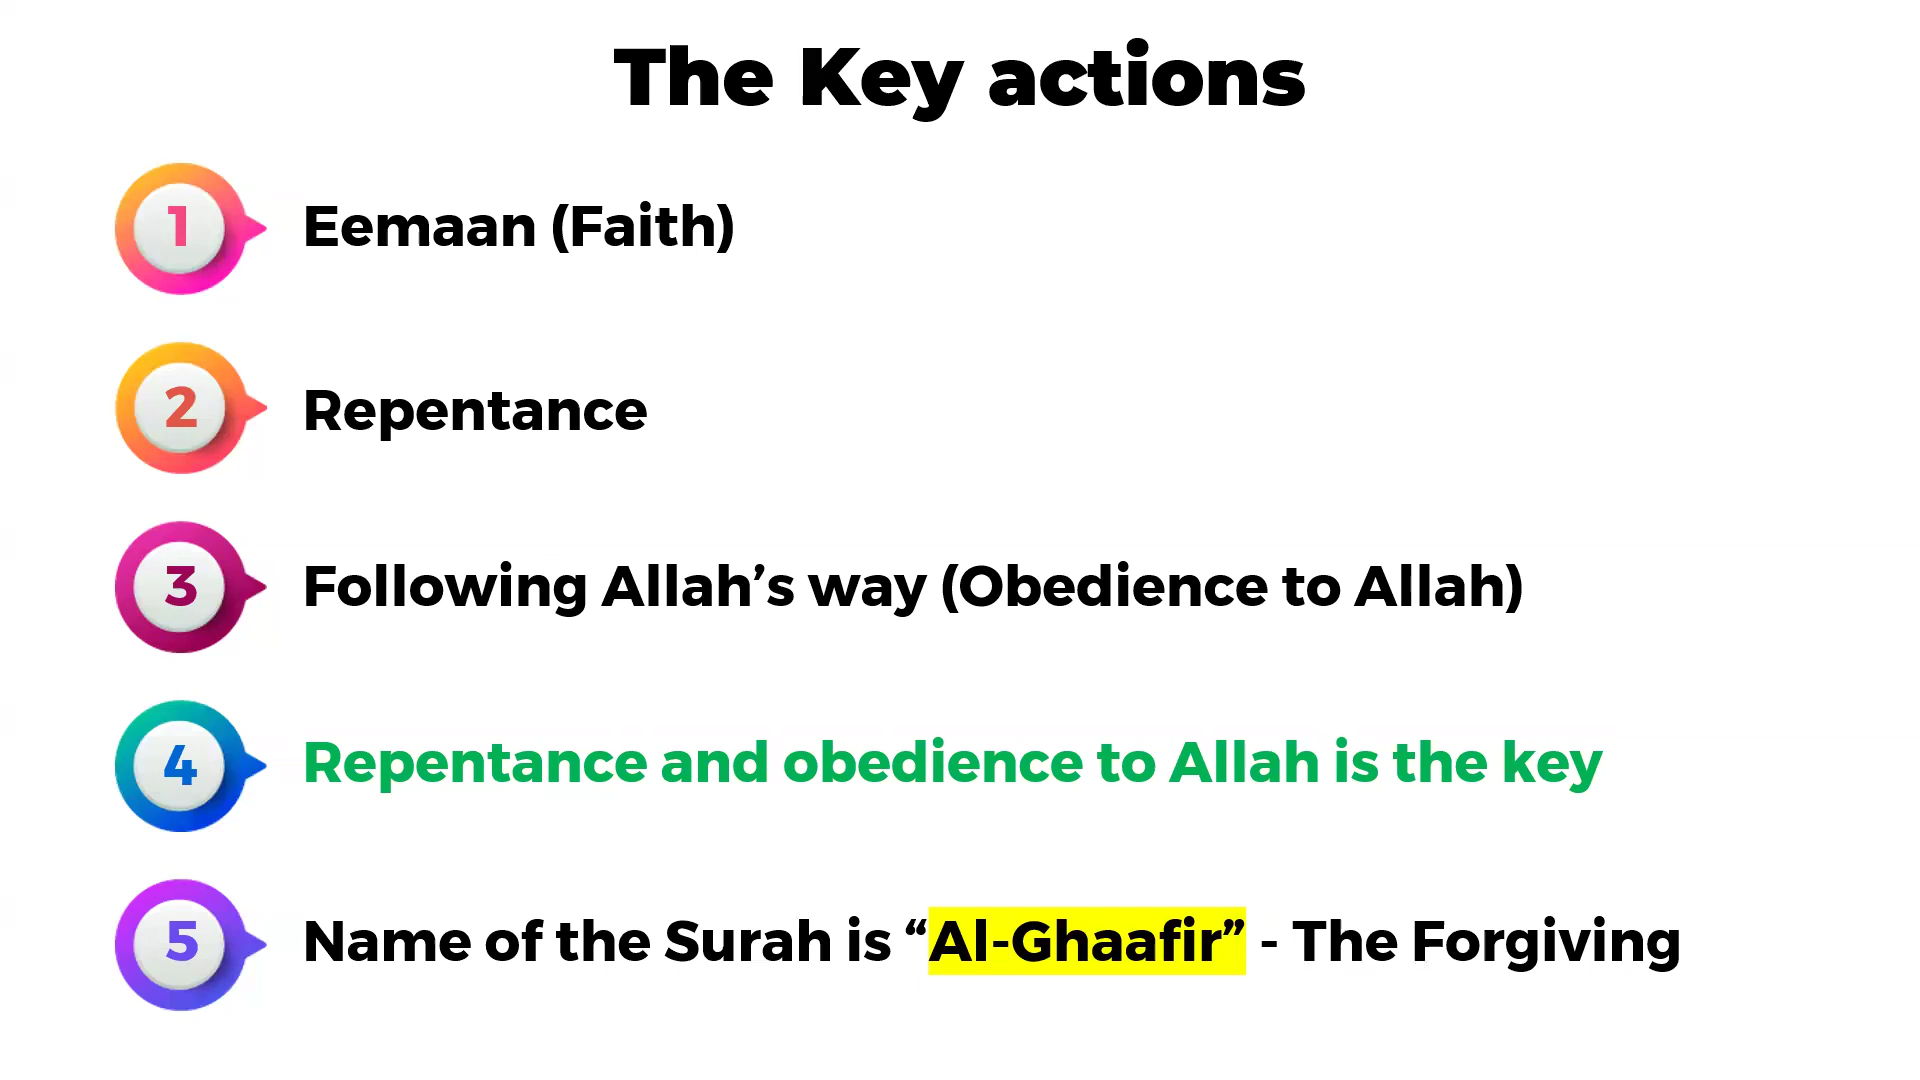 The Key actions
1 Eemaan (Faith)
2 Repentance
3 Following Allah’s way (Obedience to Allah)
4 Repentance and obedience to Allah is the key
5 Name of the Surah is “Al-Ghaafir” - The Forgiving